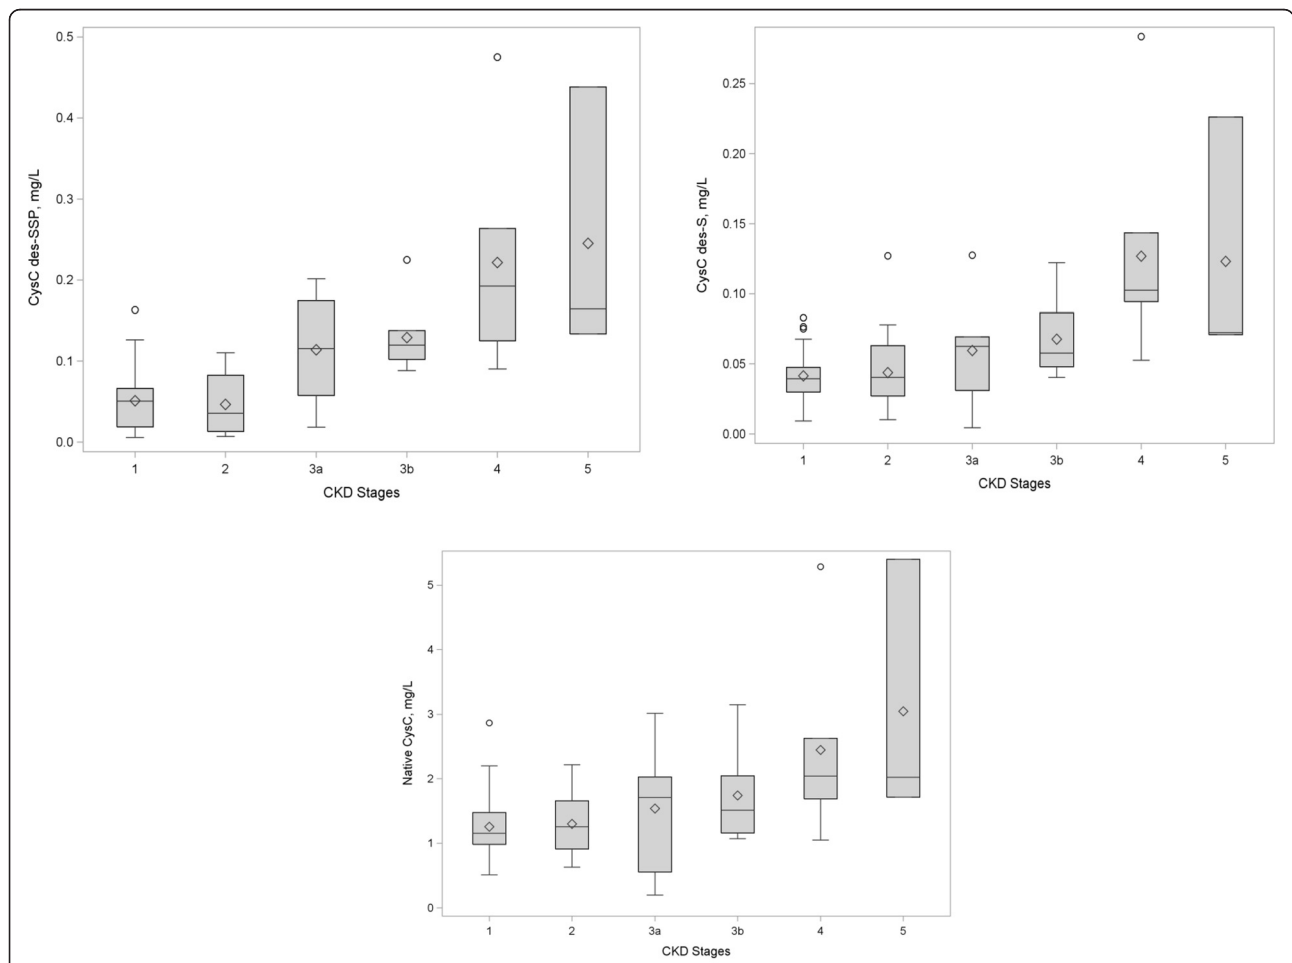 CysC des-SSP, mg/L
0.5
0.4
0.3
0.2
0.1
0.0
1 2 3a 3b 4 5
CKD Stages
CysC des-S, mg/L
0.25
0.20
0.15
0.10
0.05
0.00
1 2 3a 3b 4 5
CKD Stages
Native CysC, mg/L
5
4
3
2
1
0
1 2 3a 3b 4 5
CKD Stages